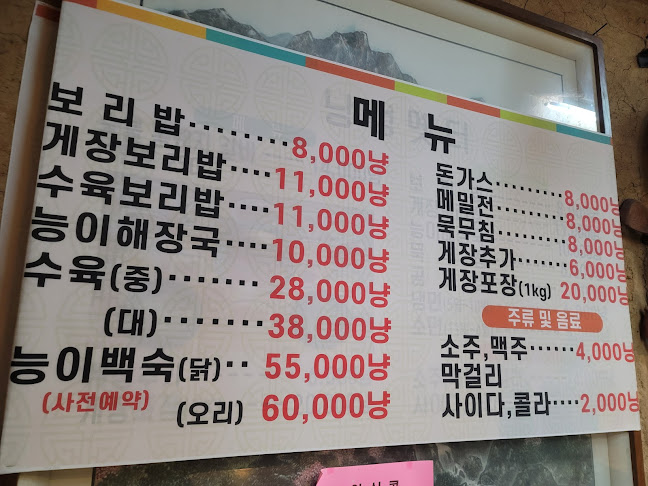 메 뉴
보 리 밥·········8,000냥
게장보리밥····11,000냥
수육보리밥····11,000냥
능이해장국····10,000냥
수육(중)········28,000냥
(대)········38,000냥
능이백숙(닭)·· 55,000냥
(사전예약) (오리) 60,000냥
돈가스··········8,000냥
메밀전··········8,000냥
묵무침··········8,000냥
게장추가·······6,000냥
게장포장(1kg) 20,000냥
주류 및 음료
소주,맥주······4,000냥
막걸리
사이다,콜라····2,000냥